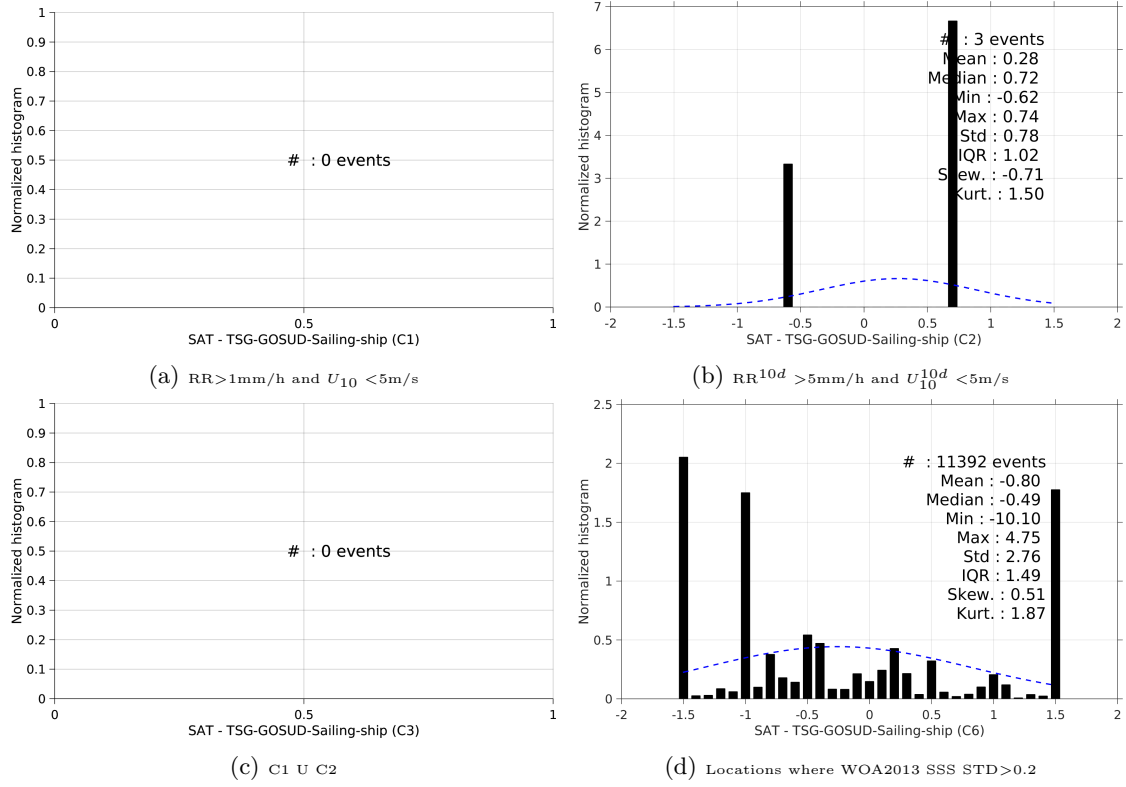 1
0.9
0.8
0.7
0.6
0.5
0.4
0.3
0.2
0.1
0
Normalized histogram
# : 0 events
0 0.5 1
SAT - TSG-GOSUD-Sailing-ship (C1)
(a) RR>1mm/h and U10 <5m/s
7
6
5
4
3
2
1
0
Normalized histogram
# : 3 events
Mean : 0.28
Median : 0.72
Min : -0.62
Max : 0.74
Std : 0.78
IQR : 1.02
Skew. : -0.71
Kurt. : 1.50
-2 -1.5 -1 -0.5 0 0.5 1 1.5 2
SAT - TSG-GOSUD-Sailing-ship (C2)
(b) RR^10d >5mm/h and U10^10d <5m/s
1
0.9
0.8
0.7
0.6
0.5
0.4
0.3
0.2
0.1
0
Normalized histogram
# : 0 events
0 0.5 1
SAT - TSG-GOSUD-Sailing-ship (C3)
(c) C1 U C2
2.5
2
1.5
1
0.5
0
Normalized histogram
# : 11392 events
Mean : -0.80
Median : -0.49
Min : -10.10
Max : 4.75
Std : 2.76
IQR : 1.49
Skew. : 0.51
Kurt. : 1.87
-2 -1.5 -1 -0.5 0 0.5 1 1.5 2
SAT - TSG-GOSUD-Sailing-ship (C6)
(d) Locations where WOA2013 SSS STD>0.2